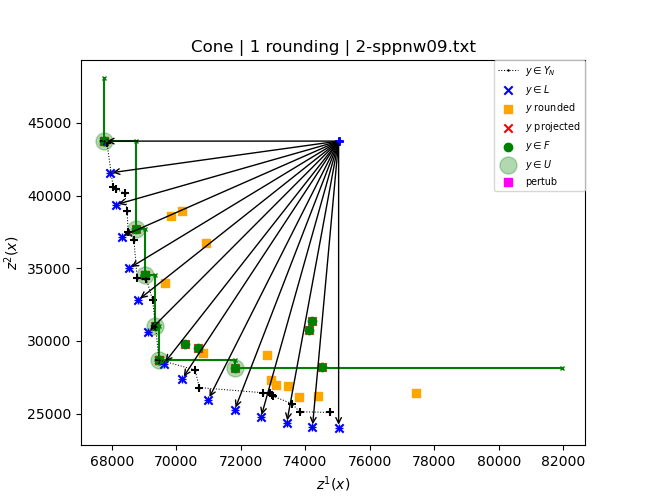 Cone | 1 rounding | 2-sppnw09.txt
y ∈ Y_N
y ∈ L
y rounded
y projected
y ∈ F
y ∈ U
pertub
z²(x)
45000
40000
35000
30000
25000
68000 70000 72000 74000 76000 78000 80000 82000
z¹(x)